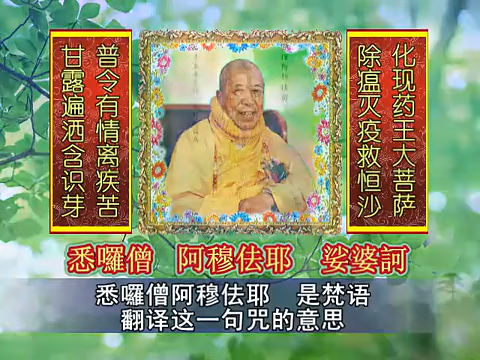 化现药王大菩萨
除瘟灭疫救恒沙
普令有情离疾苦
甘露遍洒含识芽
悉囉僧 阿穆佉耶 娑婆訶
悉囉僧阿穆佉耶 是梵语
翻译这一句咒的意思